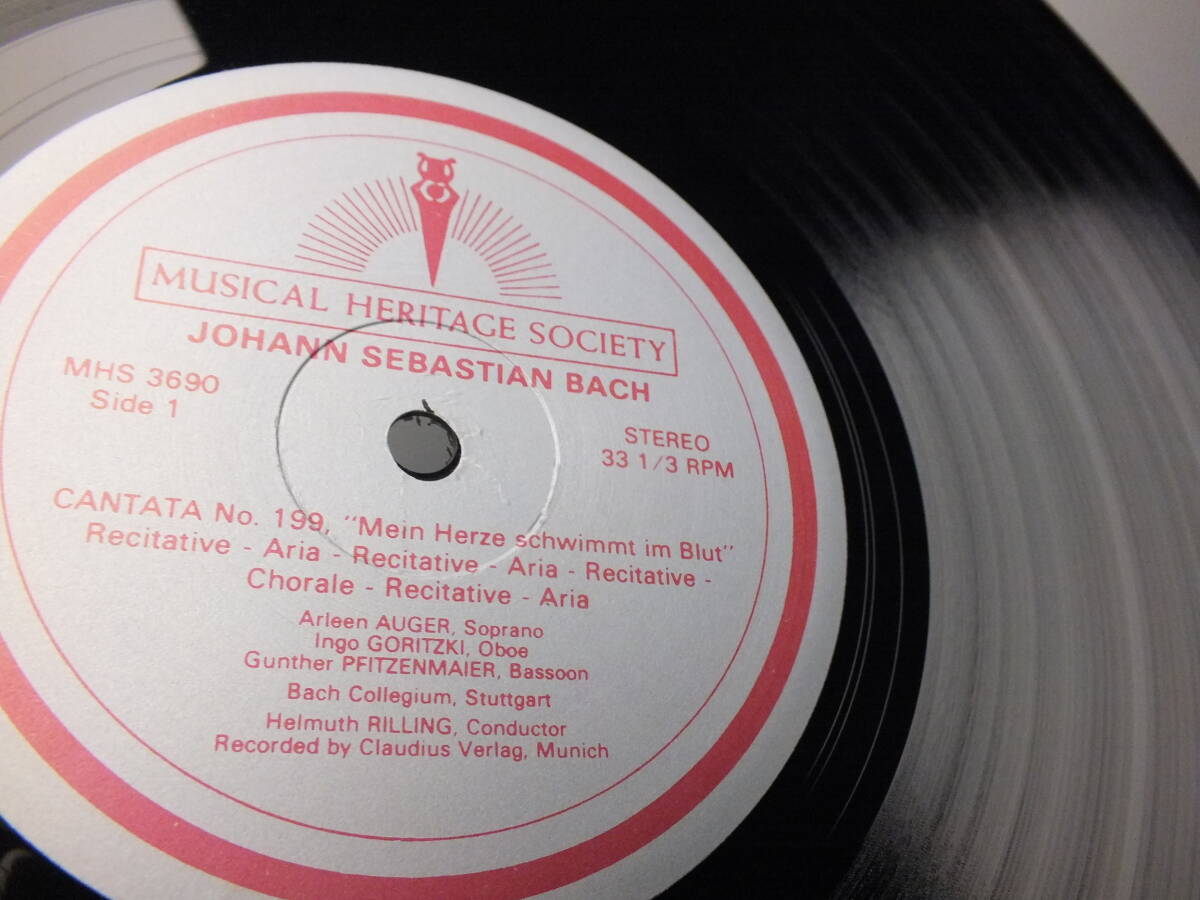 MUSICAL HERITAGE SOCIETY
JOHANN SEBASTIAN BACH
MHS 3690
Side 1
STEREO
33 1/3 RPM
CANTATA No. 199, "Mein Herze schwimmt im Blut"
Recitative - Aria - Recitative - Aria - Recitative -
Chorale - Recitative - Aria
Arleen AUGER, Soprano
Ingo GORITZKI, Oboe
Gunther PFITZENMAIER, Bassoon
Bach Collegium, Stuttgart
Helmuth RILLING, Conductor
Recorded by Claudius Verlag, Munich